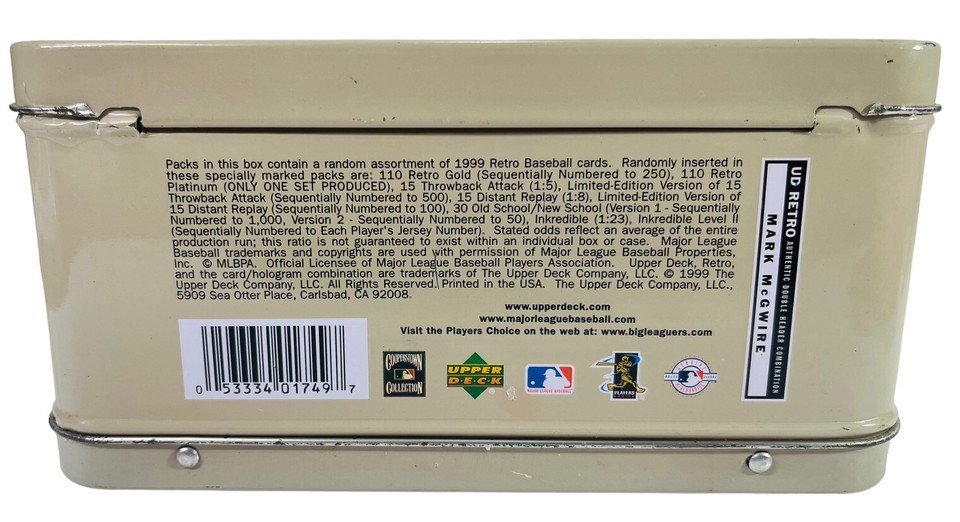 Packs in this box contain a random assortment of 1999 Retro Baseball cards. Randomly inserted in
these specially marked packs are: 110 Retro Gold (Sequentially Numbered to 250), 110 Retro
Platinum (ONLY ONE SET PRODUCED), 15 Throwback Attack (1:5), Limited-Edition Version of 15
Throwback Attack (Sequentially Numbered to 500), 15 Distant Replay (1:8), Limited-Edition Version of
15 Distant Replay (Sequentially Numbered to 100), 30 Old School/New School (Version 1 - Sequentially
Numbered to 1,000, Version 2 - Sequentially Numbered to 50), Inkredible (1:23), Inkredible Level II
(Sequentially Numbered to Each Player's Jersey Number). Stated odds reflect an average of the entire
production run; this ratio is not guaranteed to exist within an individual box or case. Major League
Baseball trademarks and copyrights are used with permission of Major League Baseball Properties,
Inc. © MLBPA. Official Licensee of Major League Baseball Players Association. Upper Deck, Retro,
and the card/hologram combination are trademarks of The Upper Deck Company, LLC. © 1999 The
Upper Deck Company, LLC. All Rights Reserved. Printed in the USA. The Upper Deck Company, LLC.,
5909 Sea Otter Place, Carlsbad, CA 92008.
www.upperdeck.com
www.majorleaguebaseball.com
Visit the Players Choice on the web at: www.bigleaguers.com
UD RETRO AUTHENTIC DOUBLE HEADER COMBINATION
MARK McGWIRE
0 53334 01749 7
COOPERSTOWN
COLLECTION
UPPER
DECK
MAJOR LEAGUE BASEBALL
PLAYERS